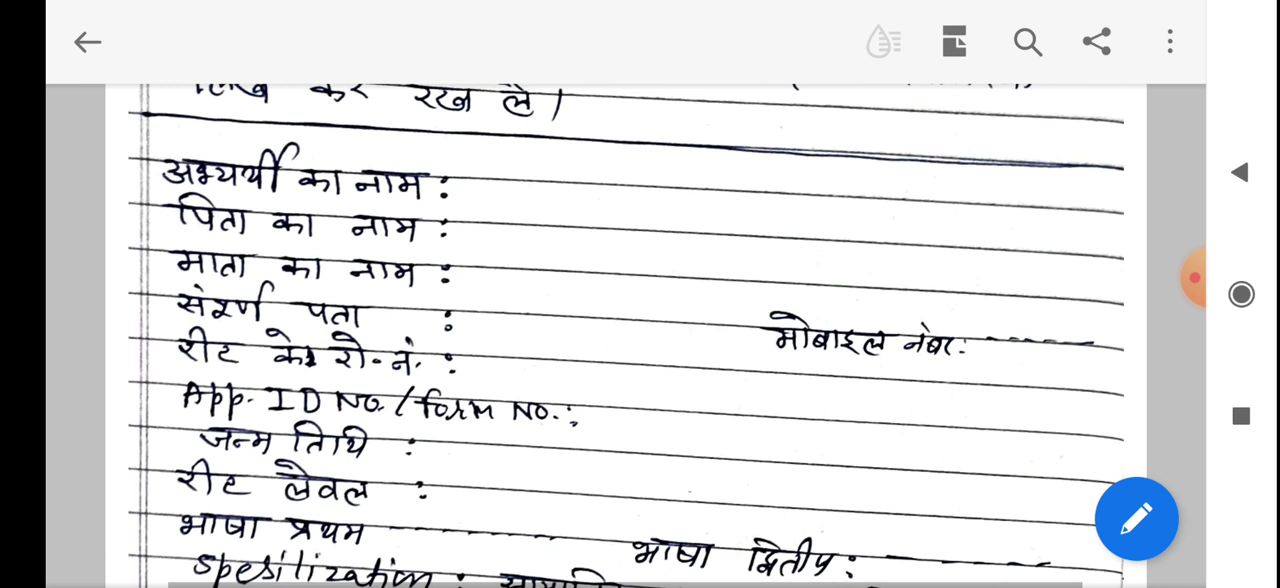 लिख कर रख ले।
अभ्यर्थी का नाम :
पिता का नाम :
माता का नाम :
संपूर्ण पता :
मोबाइल नंबर: ------
रीट के रो. नं. :
App. ID No. / form No. :
जन्म तिथि :
रीट लेवल :
भाषा प्रथम ----------
भाषा द्वितीय : ----------
spesilization :